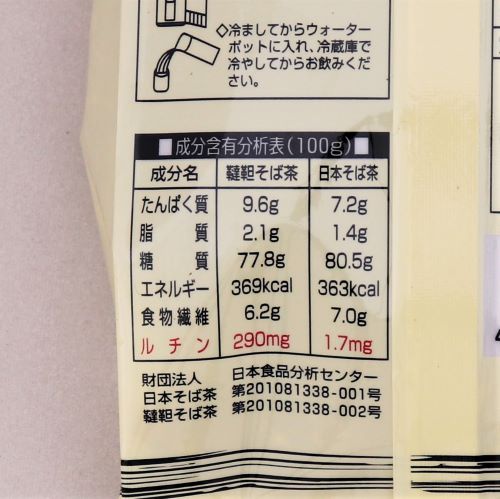 ◇冷ましてからウォーター
ポットに入れ、冷蔵庫で
冷やしてからお飲みくだ
さい。
■成分含有分析表(100g)■
成分名 韃靼そば茶 日本そば茶
たんぱく質 9.6g 7.2g
脂質 2.1g 1.4g
糖質 77.8g 80.5g
エネルギー 369kcal 363kcal
食物繊維 6.2g 7.0g
ルチン 290mg 1.7mg
財団法人 日本食品分析センター
日本そば茶 第201081338-001号
韃靼そば茶 第201081338-002号